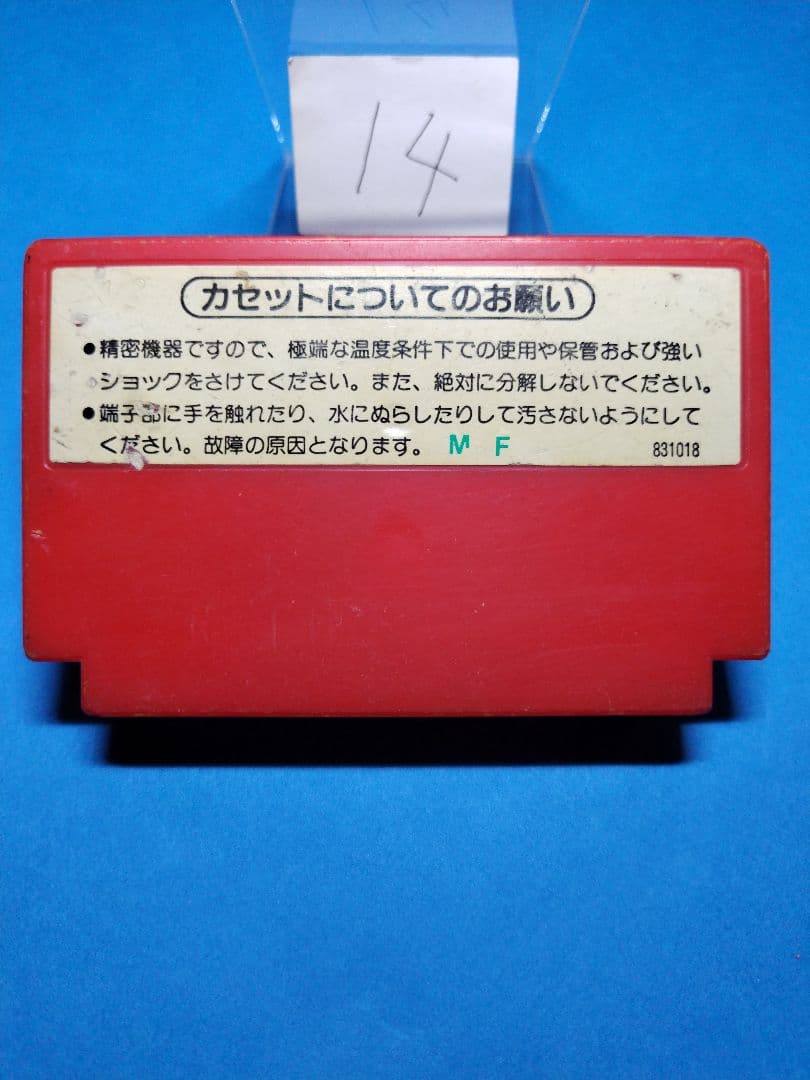 14
カセットについてのお願い
●精密機器ですので、極端な温度条件下での使用や保管および強い
ショックをさけてください。また、絶対に分解しないでください。
●端子部に手を触れたり、水にぬらしたりして汚さないようにして
ください。故障の原因となります。 M F 831018